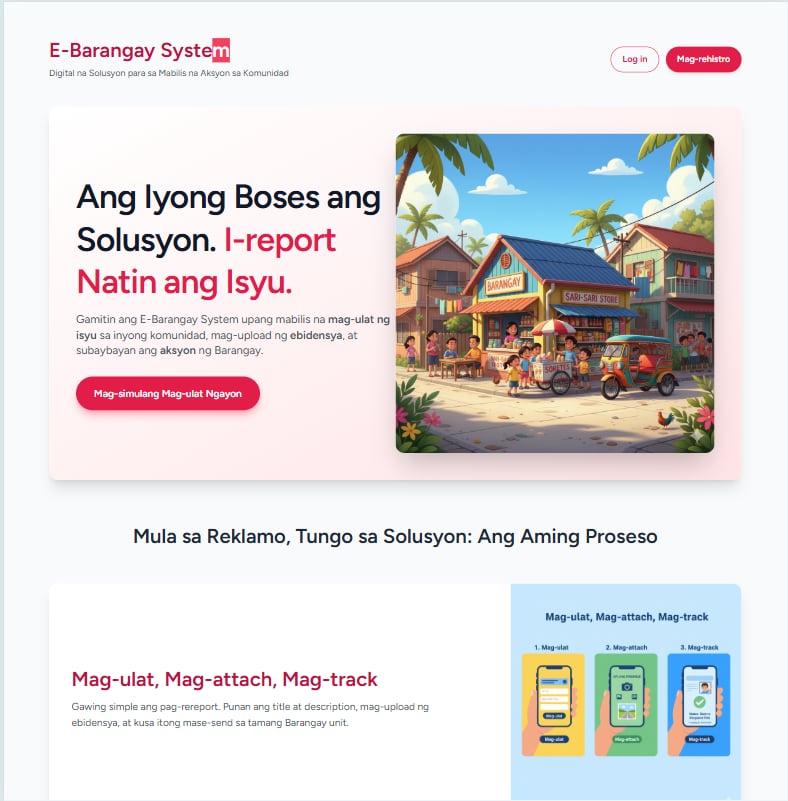 E-Barangay System
Digital na Solusyon para sa Mabilis na Aksyon sa Komunidad
Log in
Mag-rehistro
Ang Iyong Boses ang
Solusyon. I-report
Natin ang Isyu.
Gamitin ang E-Barangay System upang mabilis na mag-ulat ng
isyu sa inyong komunidad, mag-upload ng ebidensya, at
subaybayan ang aksyon ng Barangay.
Mag-simulang Mag-ulat Ngayon
BARANGAY
SARI-SARI STORE
Mula sa Reklamo, Tungo sa Solusyon: Ang Aming Proseso
Mag-ulat, Mag-attach, Mag-track
Gawing simple ang pag-rereport. Punan ang title at description, mag-upload ng
ebidensya, at kusa itong mase-send sa tamang Barangay unit.
Mag-ulat, Mag-attach, Mag-track
1. Mag-ulat
2. Mag-attach
3. Mag-track
Mag-ulat
Mag-ulat
Mag-attach
Mag-track